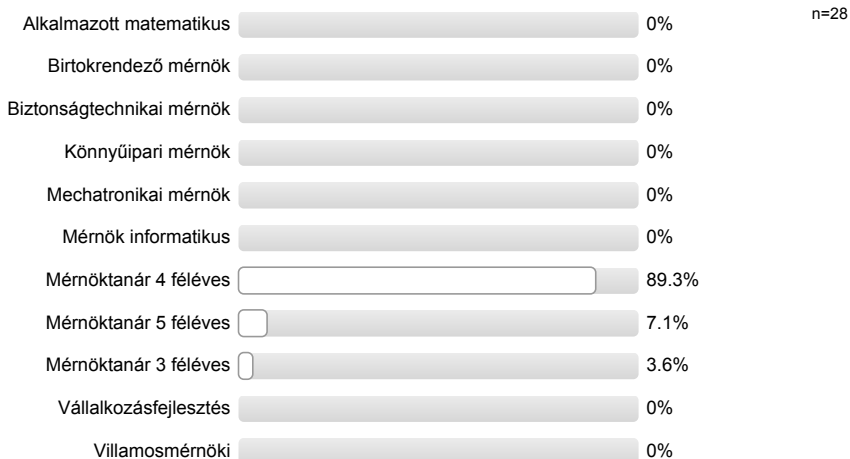 Alkalmazott matematikus 0% n=28
Birtokrendező mérnök 0%
Biztonságtechnikai mérnök 0%
Könnyűipari mérnök 0%
Mechatronikai mérnök 0%
Mérnök informatikus 0%
Mérnöktanár 4 féléves 89.3%
Mérnöktanár 5 féléves 7.1%
Mérnöktanár 3 féléves 3.6%
Vállalkozásfejlesztés 0%
Villamosmérnöki 0%